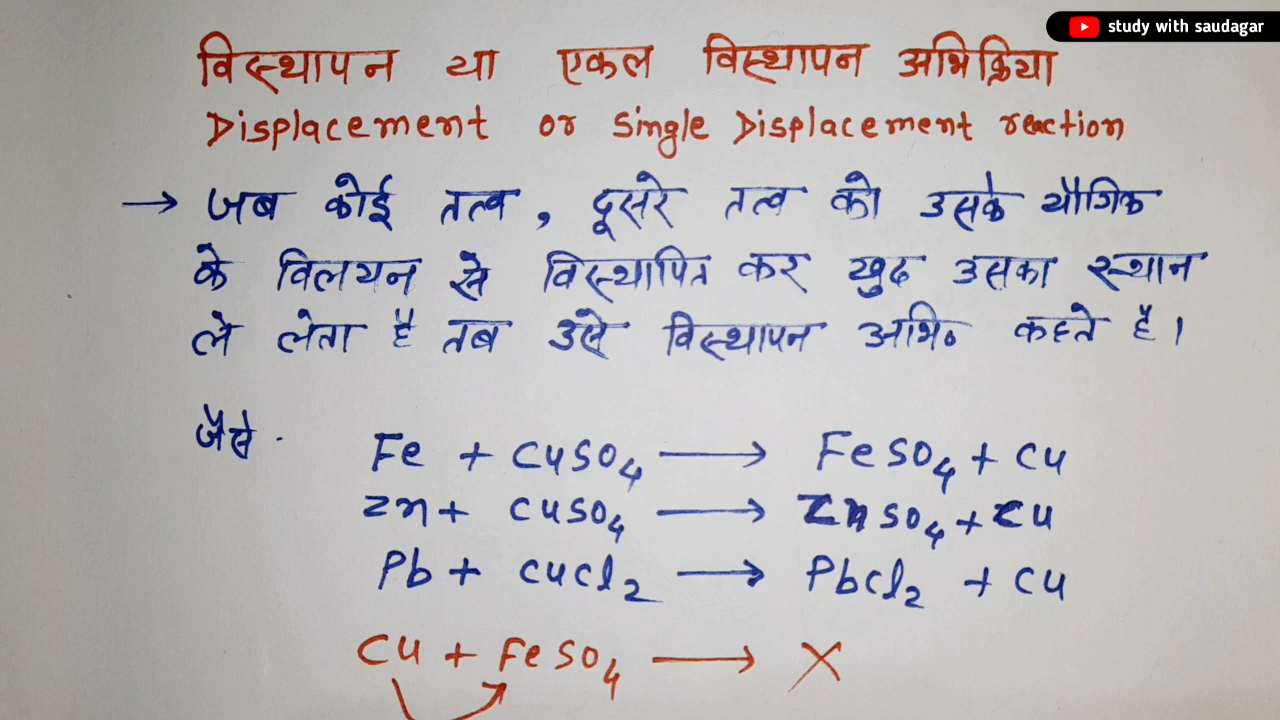 study with saudagar
विस्थापन या एकल विस्थापन अभिक्रिया
Displacement or Single Displacement reaction
→ जब कोई तत्व, दूसरे तत्व को उसके यौगिक
के विलयन से विस्थापित कर खुद उसका स्थान
ले लेता है तब उसे विस्थापन अभि० कहते है।
जैसे.
Fe + CuSO₄ → FeSO₄ + Cu
Zn + CuSO₄ → ZnSO₄ + Cu
Pb + CuCl₂ → PbCl₂ + Cu
Cu + FeSO₄ → X